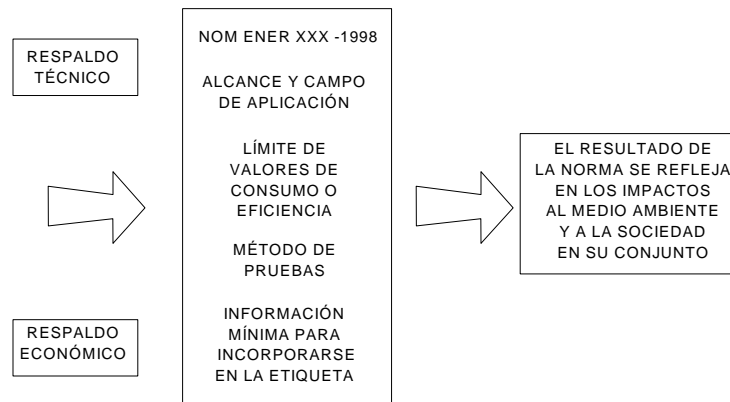 RESPALDO
TÉCNICO
RESPALDO
ECONÓMICO
NOM ENER XXX -1998
ALCANCE Y CAMPO
DE APLICACIÓN
LÍMITE DE
VALORES DE
CONSUMO O
EFICIENCIA
MÉTODO DE
PRUEBAS
INFORMACIÓN
MÍNIMA PARA
INCORPORARSE
EN LA ETIQUETA
EL RESULTADO DE
LA NORMA SE REFLEJA
EN LOS IMPACTOS
AL MEDIO AMBIENTE
Y A LA SOCIEDAD
EN SU CONJUNTO